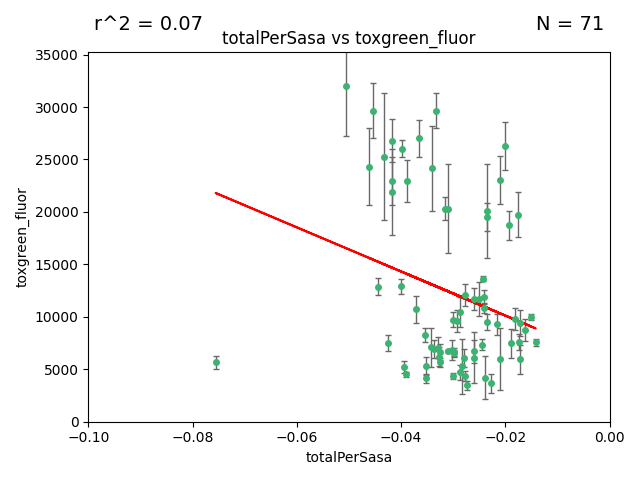 r^2 = 0.07
N = 71
totalPerSasa vs toxgreen_fluor
35000
30000
25000
20000
15000
10000
5000
0
toxgreen_fluor
−0.10
−0.08
−0.06
−0.04
−0.02
0.00
totalPerSasa